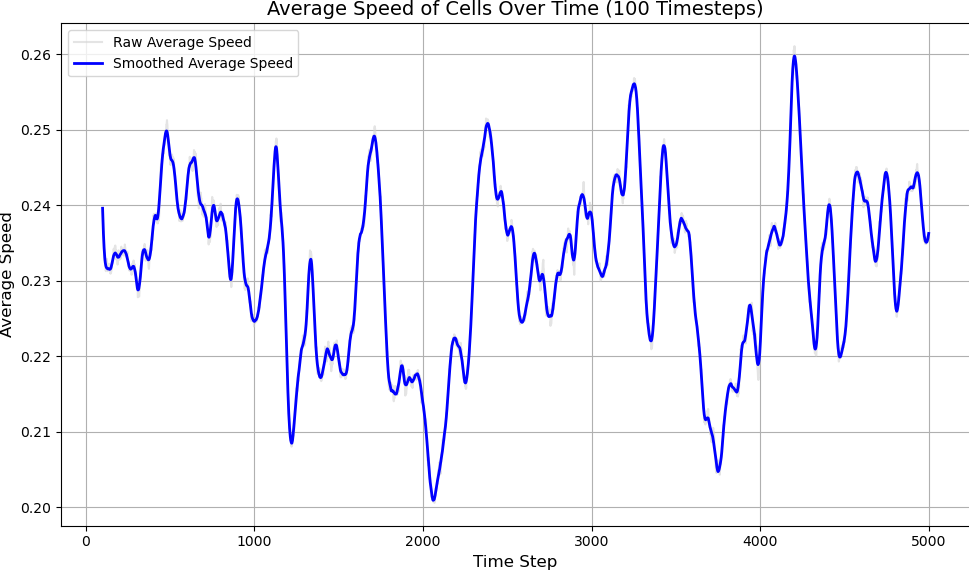 Average Speed of Cells Over Time (100 Timesteps)
Raw Average Speed
Smoothed Average Speed
Average Speed
0.26
0.25
0.24
0.23
0.22
0.21
0.20
0
1000
2000
3000
4000
5000
Time Step